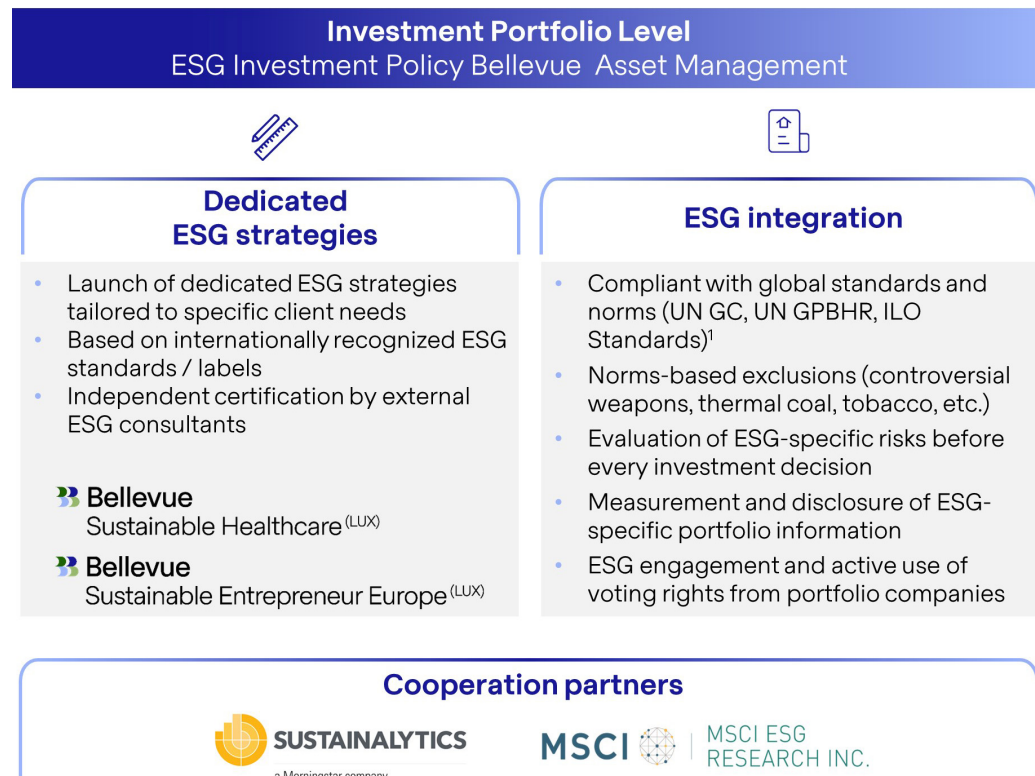 Investment Portfolio Level
ESG Investment Policy Bellevue Asset Management
Dedicated
ESG strategies
• Launch of dedicated ESG strategies
tailored to specific client needs
• Based on internationally recognized ESG
standards / labels
• Independent certification by external
ESG consultants
Bellevue
Sustainable Healthcare (LUX)
Bellevue
Sustainable Entrepreneur Europe (LUX)
ESG integration
• Compliant with global standards and
norms (UN GC, UN GPBHR, ILO
Standards)¹
• Norms-based exclusions (controversial
weapons, thermal coal, tobacco, etc.)
• Evaluation of ESG-specific risks before
every investment decision
• Measurement and disclosure of ESG-
specific portfolio information
• ESG engagement and active use of
voting rights from portfolio companies
Cooperation partners
SUSTAINALYTICS
a Morningstar company
MSCI
MSCI ESG
RESEARCH INC.